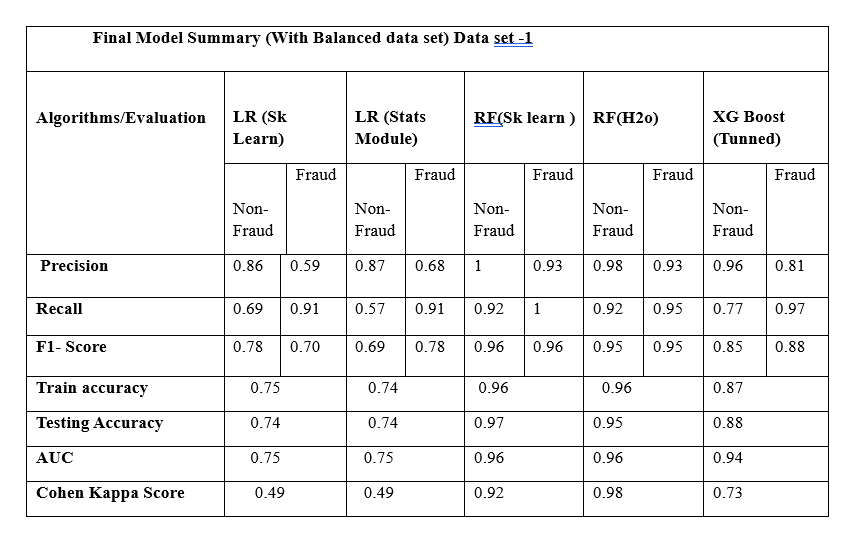 Final Model Summary (With Balanced data set) Data set -1
Algorithms/Evaluation LR (Sk Learn) LR (Stats Module) RF(Sk learn ) RF(H2o) XG Boost (Tunned)
Non-Fraud Fraud Non-Fraud Fraud Non-Fraud Fraud Non-Fraud Fraud Non-Fraud Fraud
Precision 0.86 0.59 0.87 0.68 1 0.93 0.98 0.93 0.96 0.81
Recall 0.69 0.91 0.57 0.91 0.92 1 0.92 0.95 0.77 0.97
F1- Score 0.78 0.70 0.69 0.78 0.96 0.96 0.95 0.95 0.85 0.88
Train accuracy 0.75 0.74 0.96 0.96 0.87
Testing Accuracy 0.74 0.74 0.97 0.95 0.88
AUC 0.75 0.75 0.96 0.96 0.94
Cohen Kappa Score 0.49 0.49 0.92 0.98 0.73